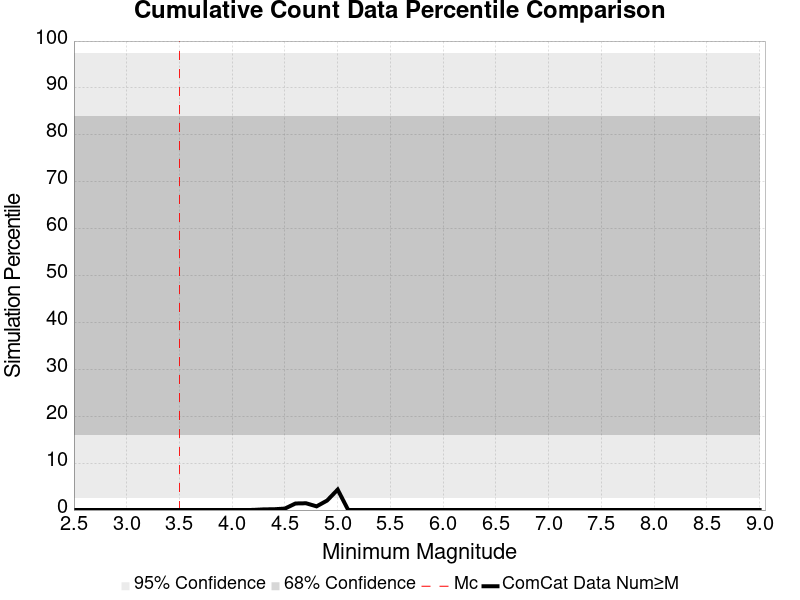 Cumulative Count Data Percentile Comparison
100
90
80
70
60
50
40
30
20
10
0
Simulation Percentile
2.5 3.0 3.5 4.0 4.5 5.0 5.5 6.0 6.5 7.0 7.5 8.0 8.5 9.0
Minimum Magnitude
95% Confidence 68% Confidence Mc ComCat Data Num≥M